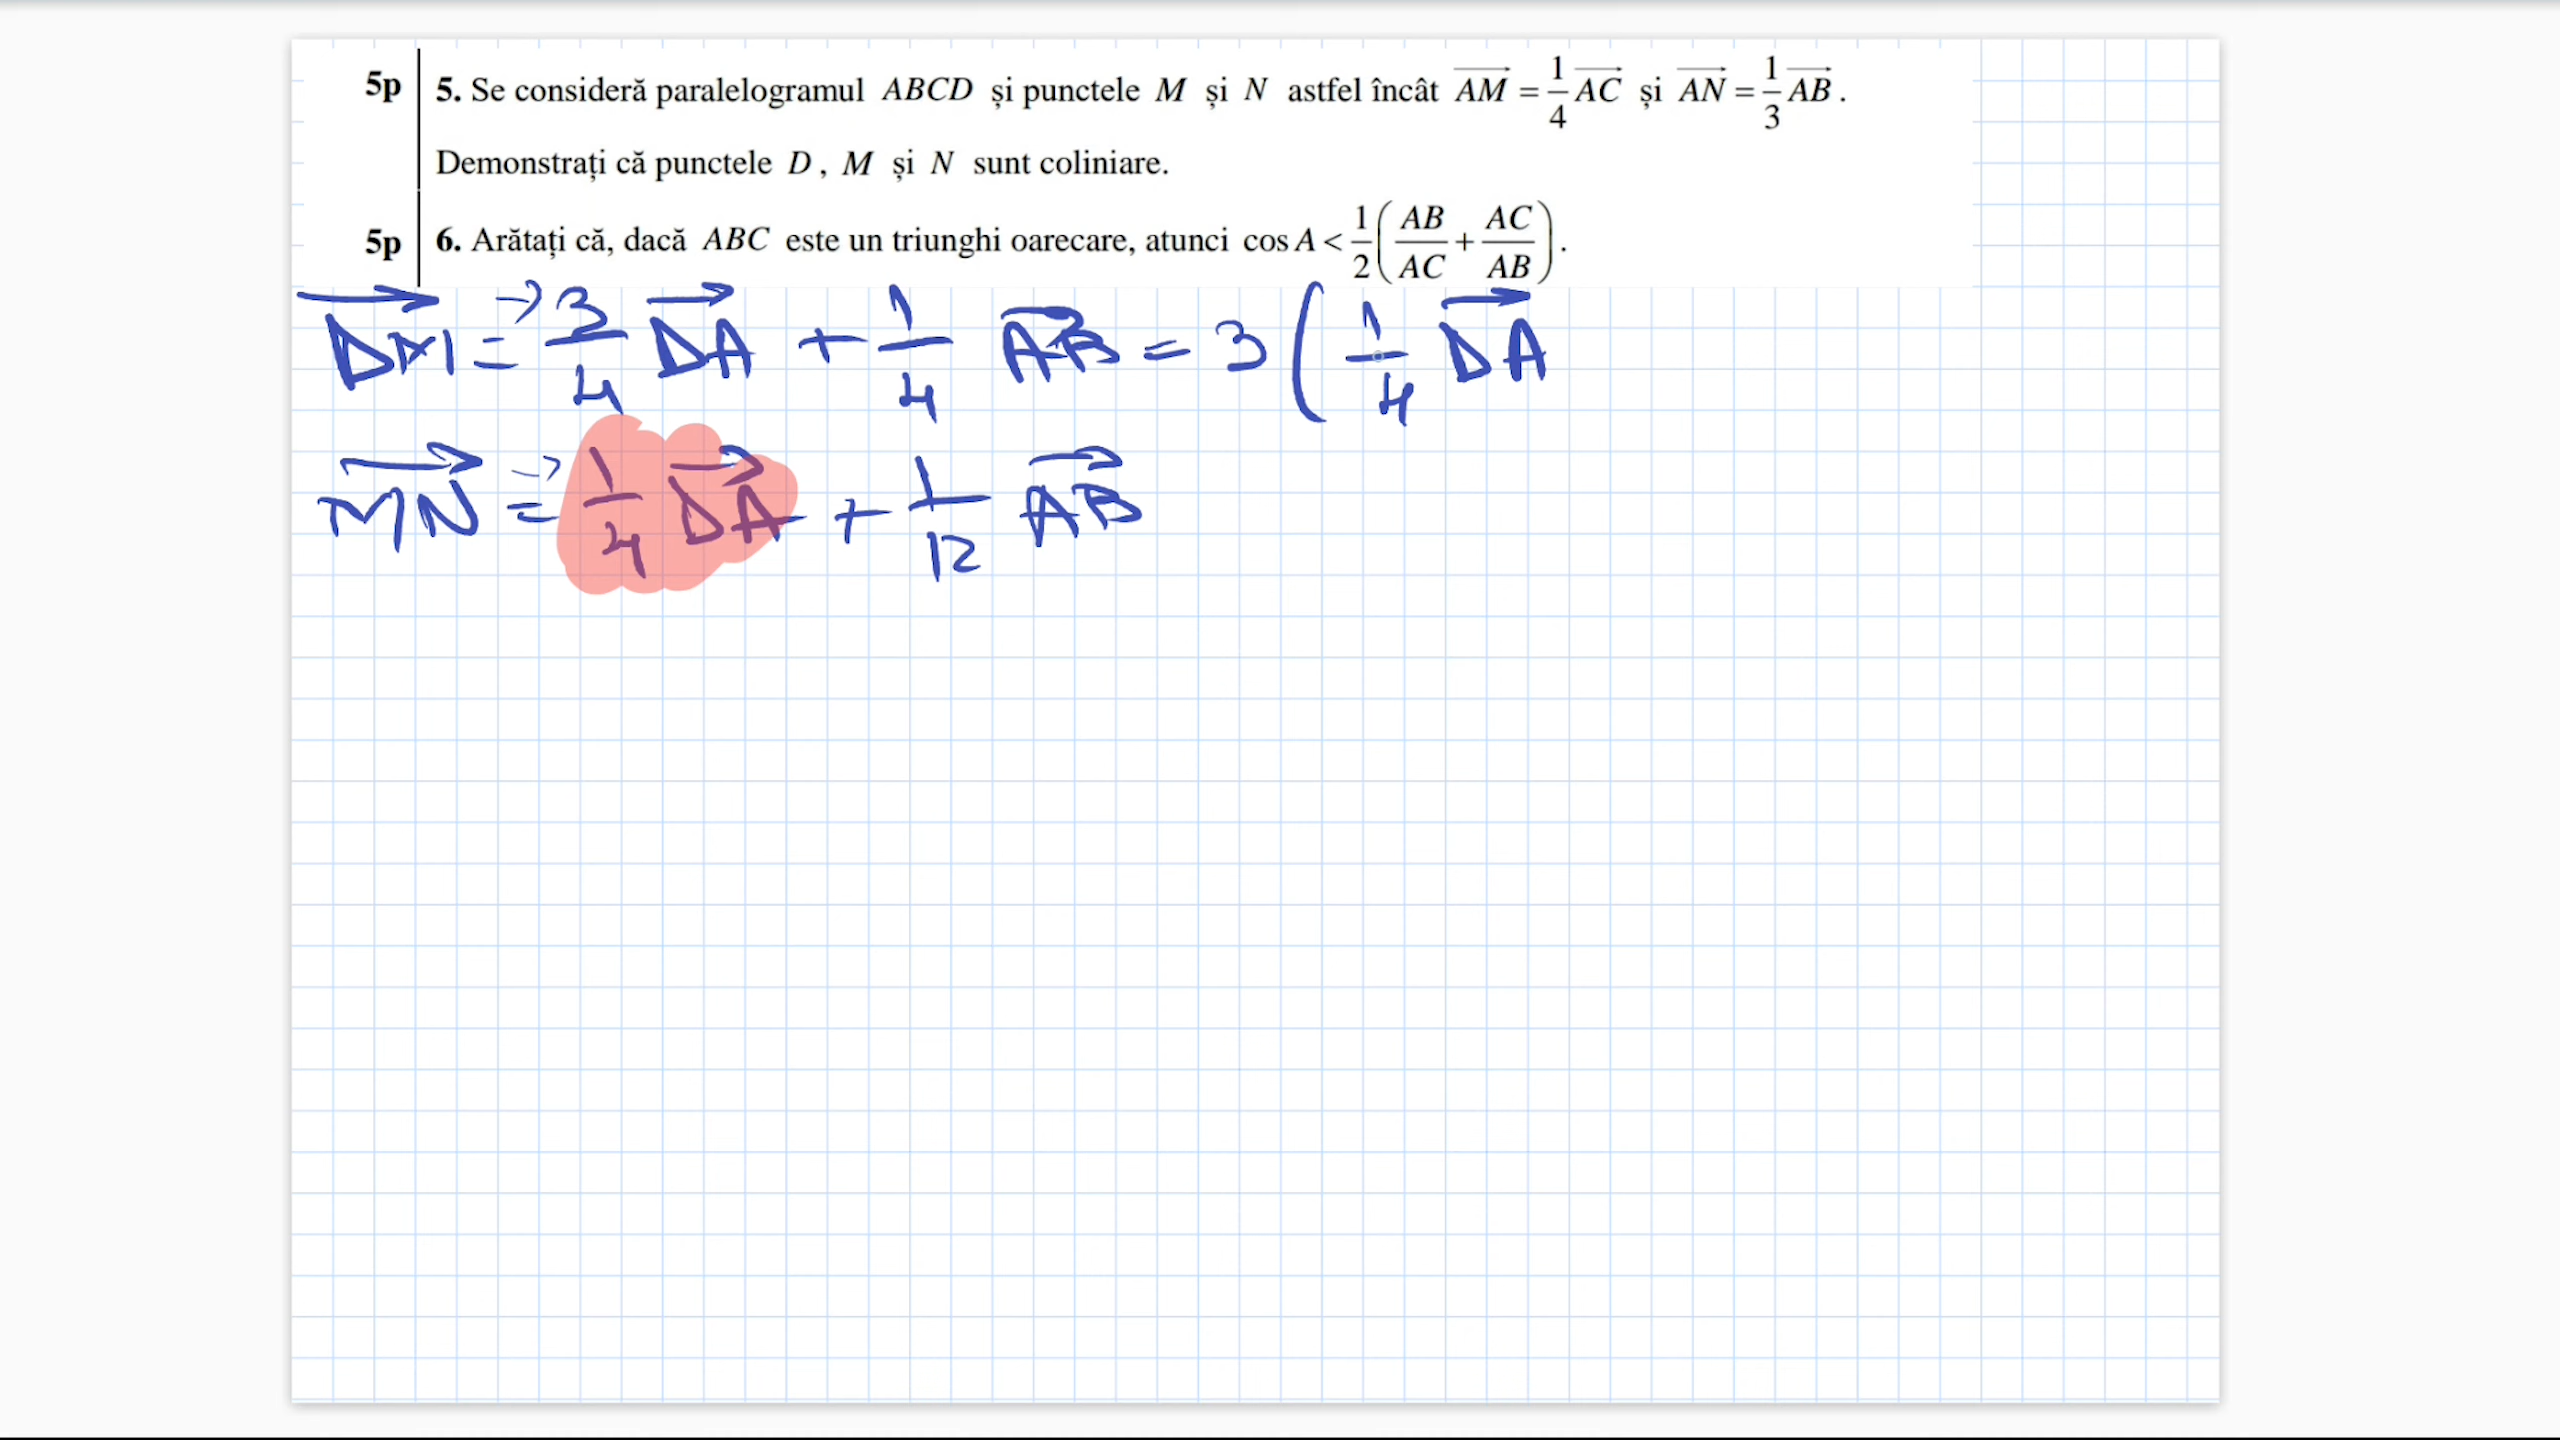 5p 5. Se consideră paralelogramul ABCD și punctele M și N astfel încât $\overrightarrow{AM} = \frac{1}{4}\overrightarrow{AC}$ și $\overrightarrow{AN} = \frac{1}{3}\overrightarrow{AB}$.
Demonstrați că punctele D, M și N sunt coliniare.
5p 6. Arătați că, dacă ABC este un triunghi oarecare, atunci $\cos A < \frac{1}{2}\left(\frac{AB}{AC} + \frac{AC}{AB}\right)$.
$\overrightarrow{DM} = \frac{3}{4}\overrightarrow{DA} + \frac{1}{4}\overrightarrow{AB} = 3\left(\frac{1}{4}\overrightarrow{DA}\right.$
$\overrightarrow{MN} = \frac{1}{4}\overrightarrow{DA} + \frac{1}{12}\overrightarrow{AB}$